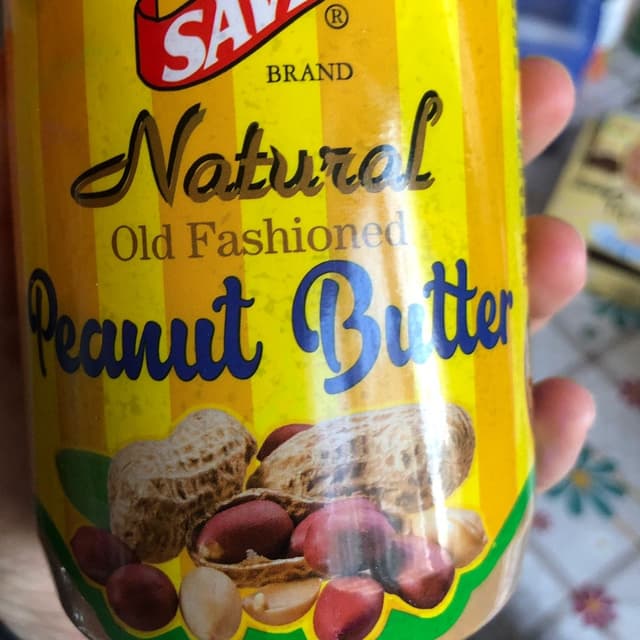 BRAND
Natural
Old Fashioned
Peanut Butter